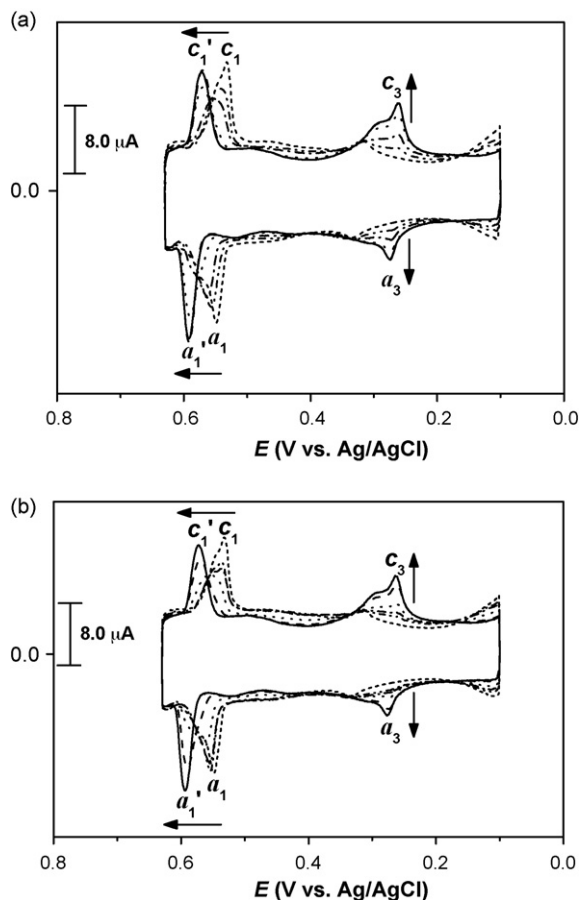 (a)
c1' c1
c3
8.0 μA
0.0
a3
a1' a1
0.8 0.6 0.4 0.2 0.0
E (V vs. Ag/AgCl)
(b)
c1' c1
c3
8.0 μA
0.0
a3
a1' a1
0.8 0.6 0.4 0.2 0.0
E (V vs. Ag/AgCl)